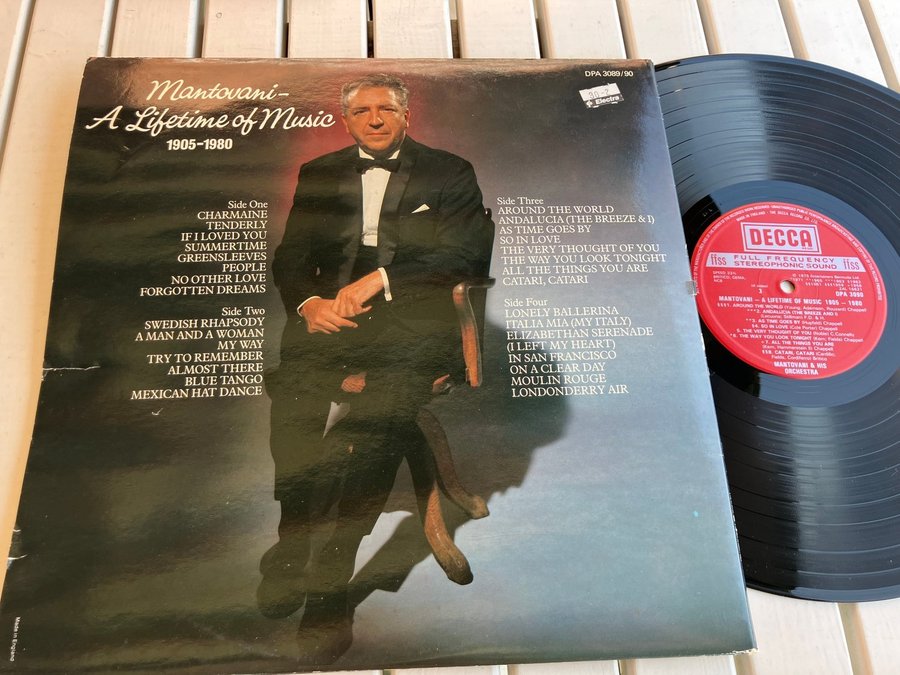 Mantovani–
A Lifetime of Music
1905-1980
DPA 3089/90
Electra
Side One
CHARMAINE
TENDERLY
IF I LOVED YOU
SUMMERTIME
GREENSLEEVES
PEOPLE
NO OTHER LOVE
FORGOTTEN DREAMS
Side Two
SWEDISH RHAPSODY
A MAN AND A WOMAN
MY WAY
TRY TO REMEMBER
ALMOST THERE
BLUE TANGO
MEXICAN HAT DANCE
Side Three
AROUND THE WORLD
ANDALUCIA (THE BREEZE & I)
AS TIME GOES BY
SO IN LOVE
THE VERY THOUGHT OF YOU
THE WAY YOU LOOK TONIGHT
ALL THE THINGS YOU ARE
CATARI, CATARI
Side Four
LONELY BALLERINA
ITALIA MIA (MY ITALY)
ELIZABETHAN SERENADE
(I LEFT MY HEART)
IN SAN FRANCISCO
ON A CLEAR DAY
MOULIN ROUGE
LONDONDERRY AIR
Made in England
DECCA
ffss
FULL FREQUENCY
STEREOPHONIC SOUND
ffss
3
DPA 3090
MANTOVANI — A LIFETIME OF MUSIC 1905 — 1980
AROUND THE WORLD
2. ANDALUCIA (THE BREEZE AND I)
3. AS TIME GOES BY
4. SO IN LOVE (Cole Porter) Chappell
5. THE VERY THOUGHT OF YOU
6. THE WAY YOU LOOK TONIGHT
7. ALL THE THINGS YOU ARE
CATARI, CATARI
MANTOVANI & HIS
ORCHESTRA